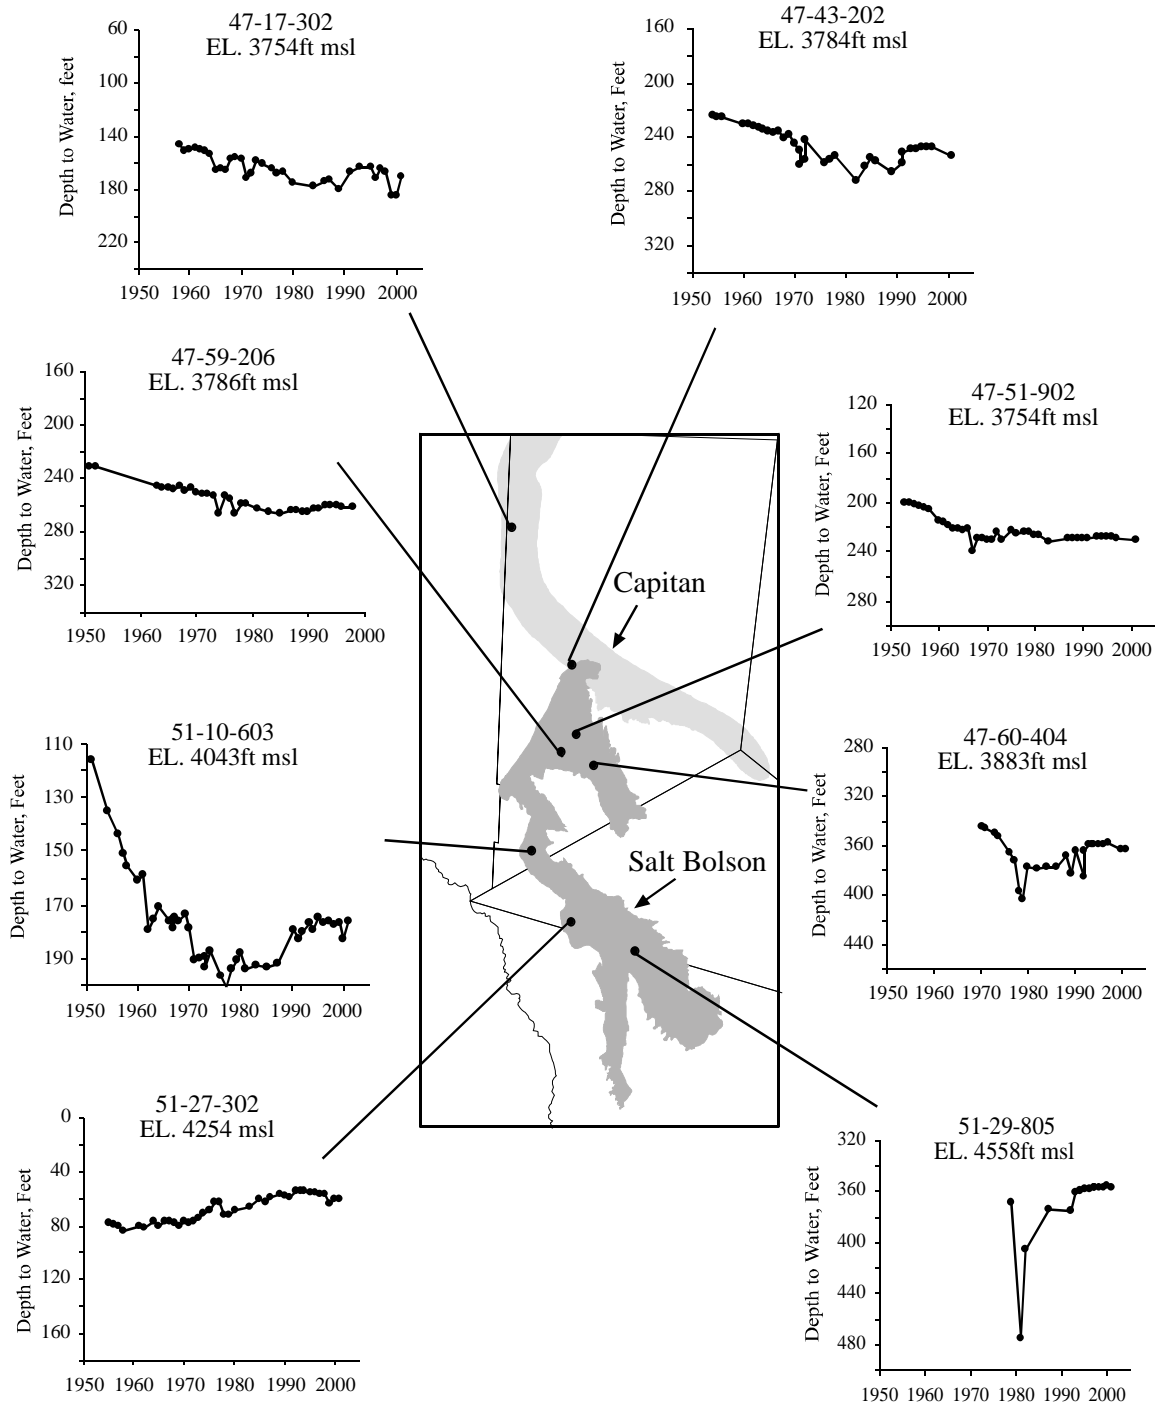 47-17-302
EL. 3754ft msl
Depth to Water, feet
60
100
140
180
220
1950 1960 1970 1980 1990 2000
47-43-202
EL. 3784ft msl
Depth to Water, Feet
160
200
240
280
320
1950 1960 1970 1980 1990 2000
47-59-206
EL. 3786ft msl
Depth to Water, Feet
160
200
240
280
320
1950 1960 1970 1980 1990 2000
47-51-902
EL. 3754ft msl
Depth to Water, Feet
120
160
200
240
280
1950 1960 1970 1980 1990 2000
Capitan
51-10-603
EL. 4043ft msl
Depth to Water, Feet
110
130
150
170
190
1950 1960 1970 1980 1990 2000
47-60-404
EL. 3883ft msl
Depth to Water, Feet
280
320
360
400
440
1950 1960 1970 1980 1990 2000
Salt Bolson
51-27-302
EL. 4254 msl
Depth to Water, Feet
0
40
80
120
160
1950 1960 1970 1980 1990 2000
51-29-805
EL. 4558ft msl
Depth to Water, Feet
320
360
400
440
480
1950 1960 1970 1980 1990 2000